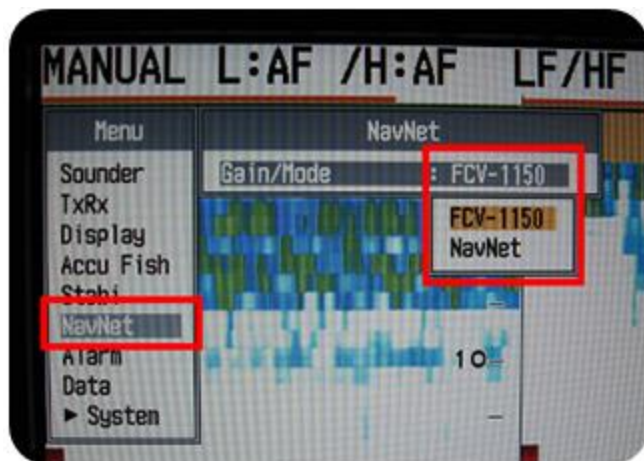 MANUAL L:AF /H:AF LF/HF
Menu
Sounder
TxRx
Display
Accu Fish
Stabi
NavNet
Alarm
Data
► System
NavNet
Gain/Mode : FCV-1150
FCV-1150
NavNet
10